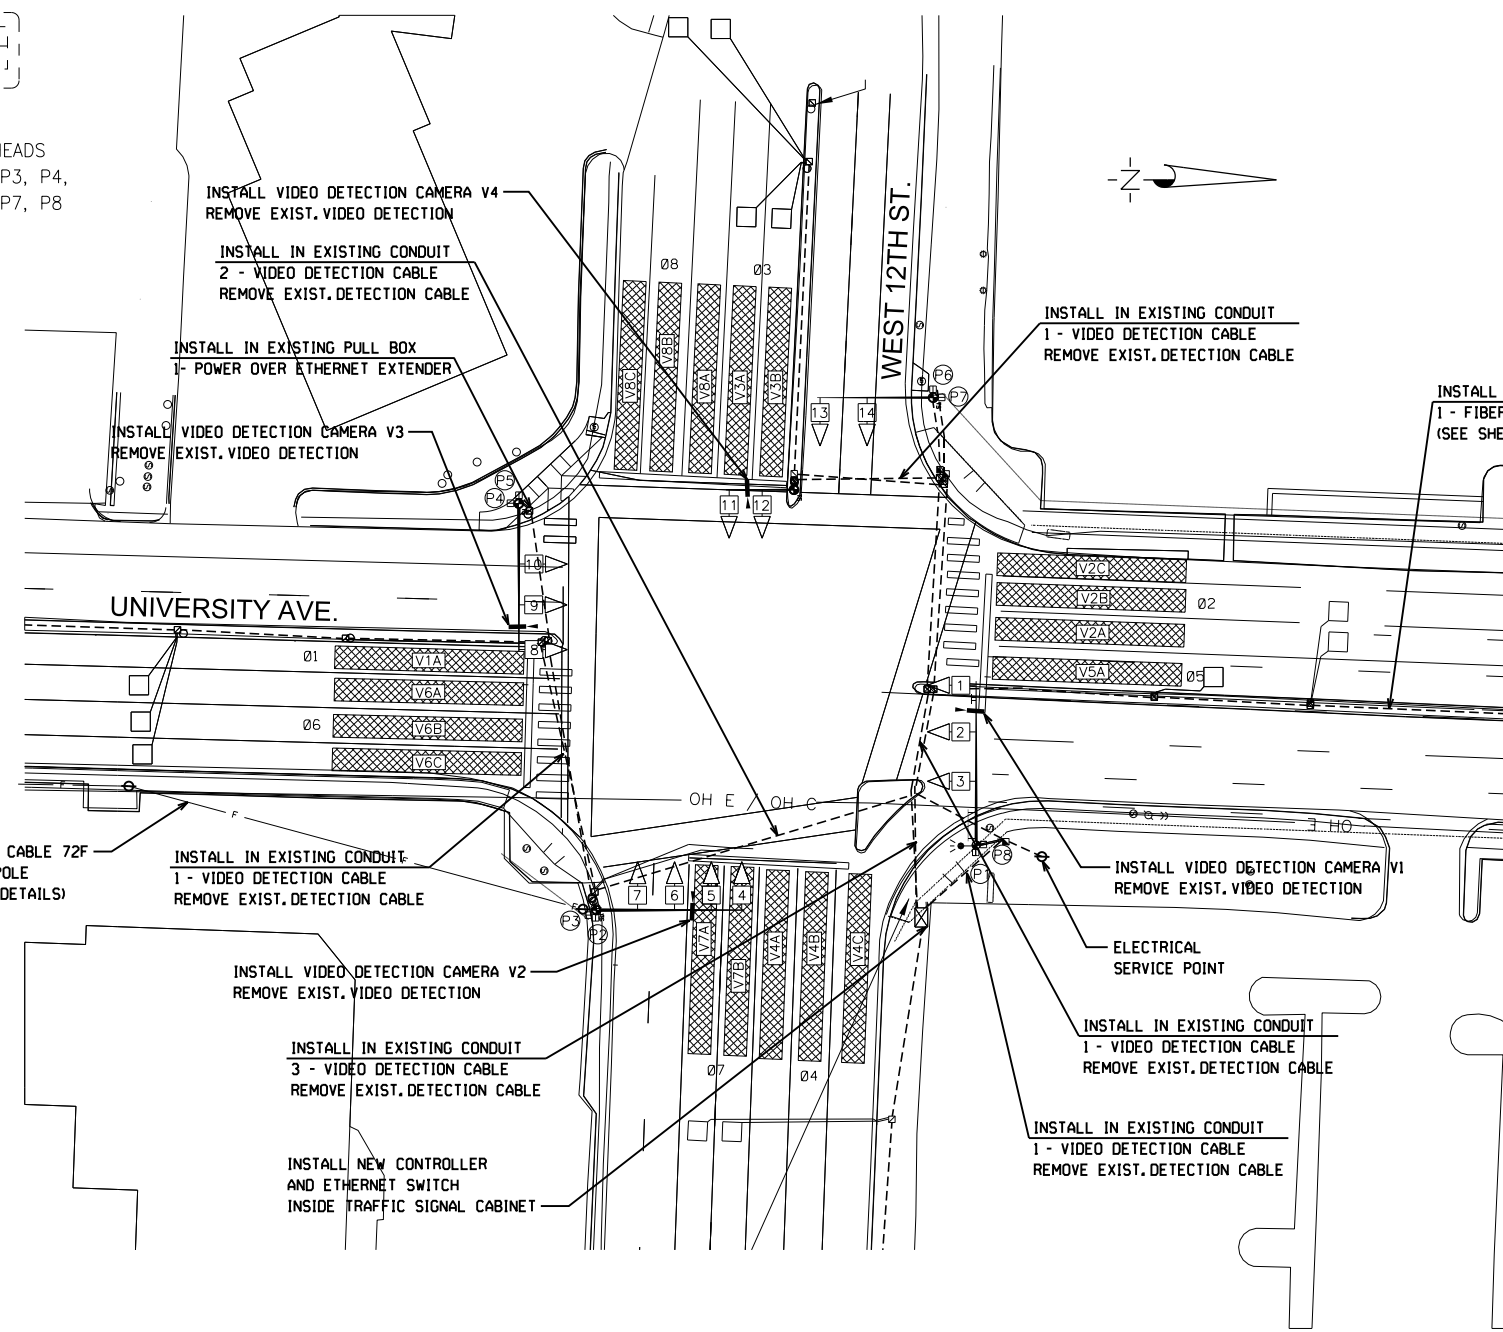 HEADS
P3, P4,
P7, P8
INSTALL VIDEO DETECTION CAMERA V4
REMOVE EXIST. VIDEO DETECTION
INSTALL IN EXISTING CONDUIT
2 - VIDEO DETECTION CABLE
REMOVE EXIST. DETECTION CABLE
INSTALL IN EXISTING PULL BOX
1- POWER OVER ETHERNET EXTENDER
INSTALL VIDEO DETECTION CAMERA V3
REMOVE EXIST. VIDEO DETECTION
Ø8
Ø3
V8C
V8B
V8A
V3A
V3B
WEST 12TH ST.
N
INSTALL IN EXISTING CONDUIT
1 - VIDEO DETECTION CABLE
REMOVE EXIST. DETECTION CABLE
INSTALL
1 - FIBER
(SEE SHE
P6
P7
13
14
P5
P4
11
12
10
9
8
UNIVERSITY AVE.
Ø1
V1A
V6A
Ø6
V6B
V6C
V2C
V2B
Ø2
V2A
V5A
Ø5
1
2
3
OH E / OH C
OH E
F
F
F
F
CABLE 72F
POLE
DETAILS)
INSTALL IN EXISTING CONDUIT
1 - VIDEO DETECTION CABLE
REMOVE EXIST. DETECTION CABLE
7
6
5
4
P3
P2
P8
P1
INSTALL VIDEO DETECTION CAMERA V1
REMOVE EXIST. VIDEO DETECTION
ELECTRICAL
SERVICE POINT
V7A
V7B
V4A
V4B
V4C
INSTALL VIDEO DETECTION CAMERA V2
REMOVE EXIST. VIDEO DETECTION
INSTALL IN EXISTING CONDUIT
3 - VIDEO DETECTION CABLE
REMOVE EXIST. DETECTION CABLE
Ø7
Ø4
INSTALL IN EXISTING CONDUIT
1 - VIDEO DETECTION CABLE
REMOVE EXIST. DETECTION CABLE
INSTALL IN EXISTING CONDUIT
1 - VIDEO DETECTION CABLE
REMOVE EXIST. DETECTION CABLE
INSTALL NEW CONTROLLER
AND ETHERNET SWITCH
INSIDE TRAFFIC SIGNAL CABINET